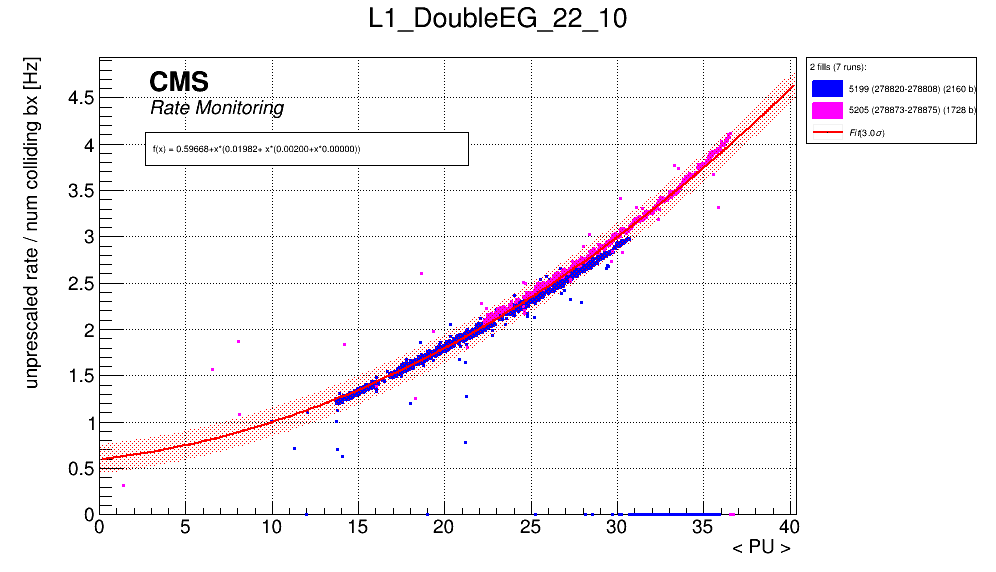 L1_DoubleEG_22_10
unprescaled rate / num colliding bx [Hz]
CMS
Rate Monitoring
f(x) = 0.59668+x*(0.01982+ x*(0.00200+x*0.00000))
4.5
4
3.5
3
2.5
2
1.5
1
0.5
0
0 5 10 15 20 25 30 35 40
< PU >
2 fills (7 runs):
5199 (278820-278808) (2160 b)
5205 (278873-278875) (1728 b)
Fit(3.0σ)